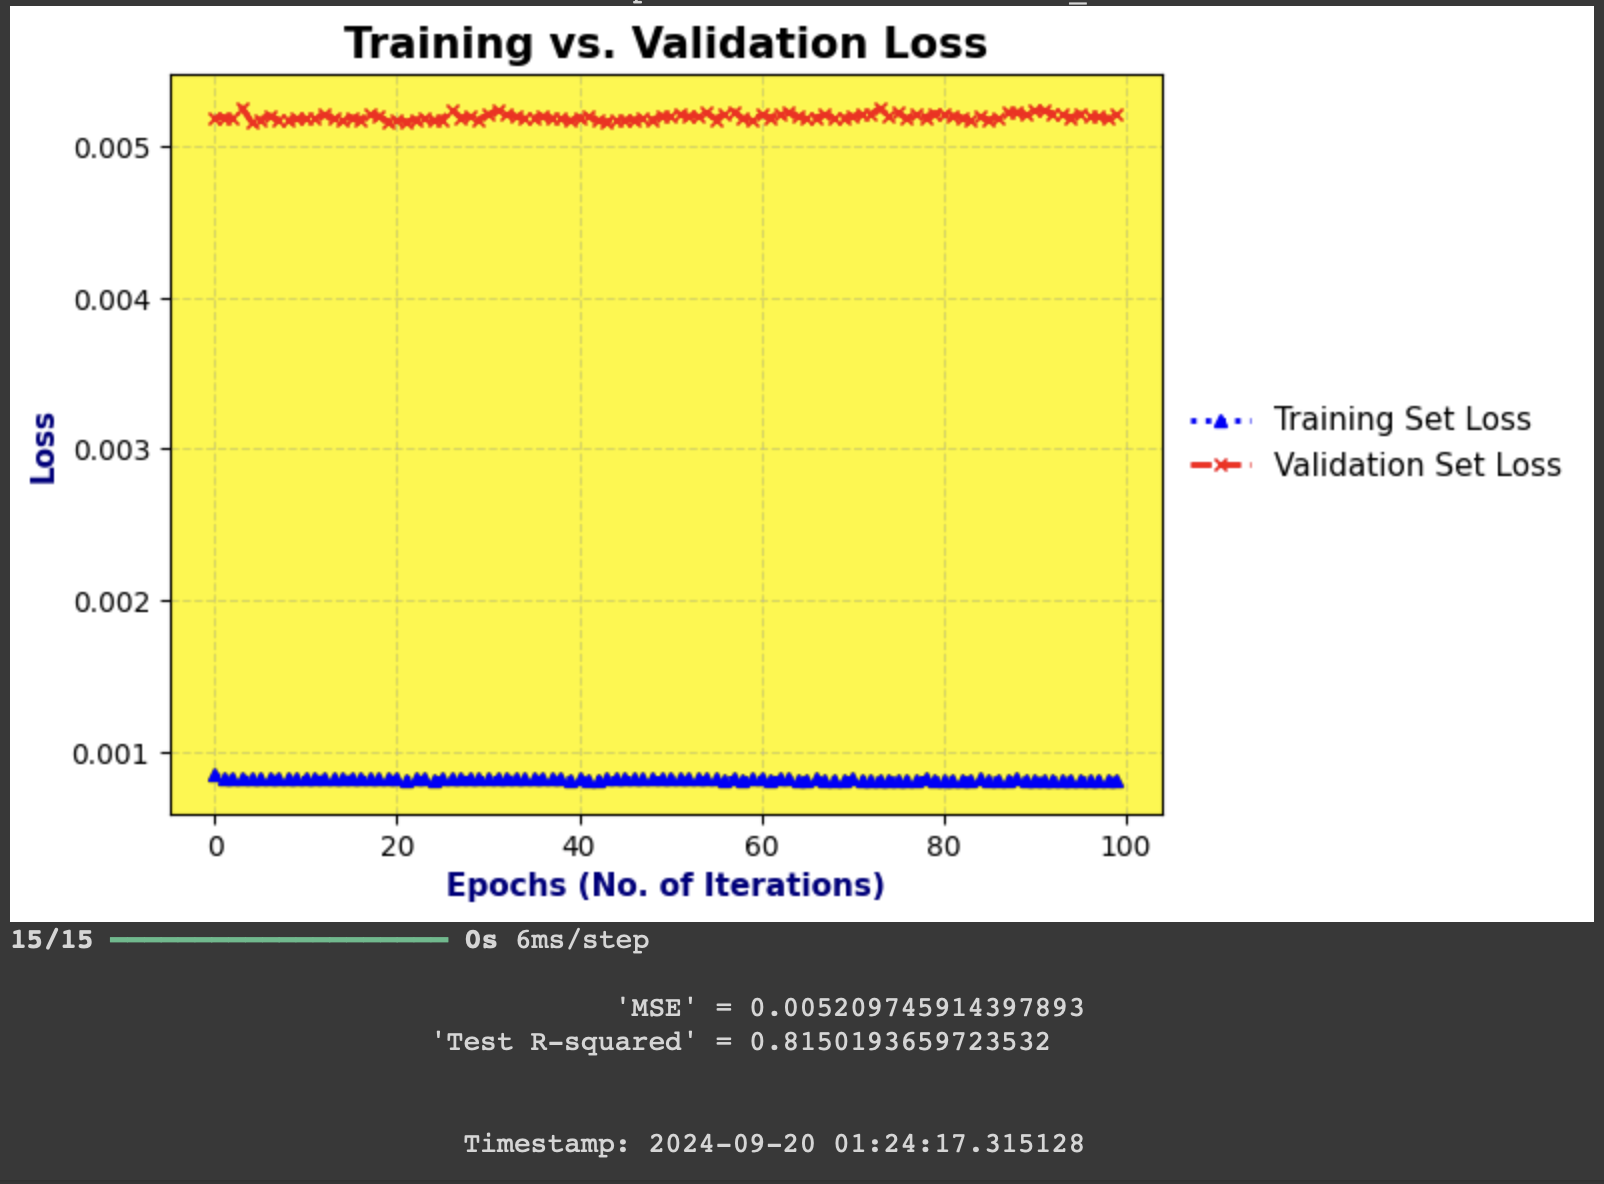 Training vs. Validation Loss
0.005
0.004
0.003
0.002
0.001
Loss
0 20 40 60 80 100
Epochs (No. of Iterations)
Training Set Loss
Validation Set Loss
15/15 ━━━━━━━━━━━━━━━━━━━━ 0s 6ms/step
'MSE' = 0.005209745914397893
'Test R-squared' = 0.8150193659723532
Timestamp: 2024-09-20 01:24:17.315128